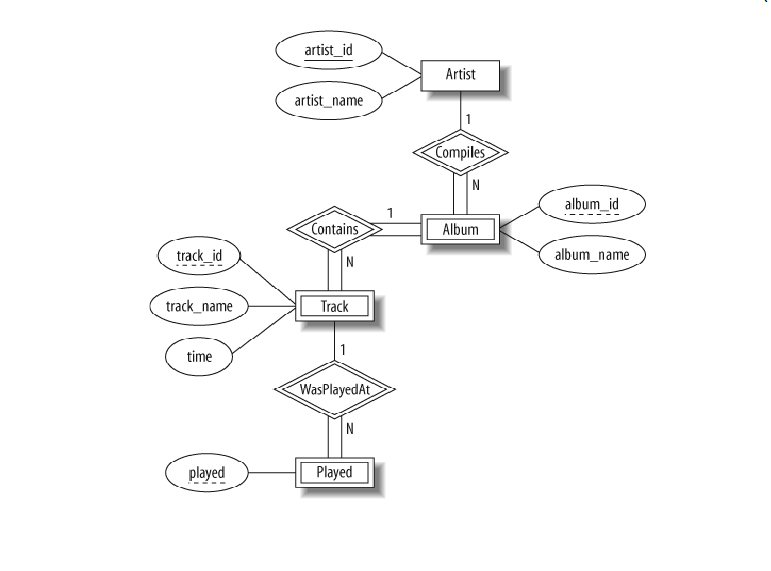 artist_id
Artist
artist_name
1
Compiles
N
album_id
1
Contains
Album
album_name
track_id
N
track_name
Track
time
1
WasPlayedAt
N
played
Played